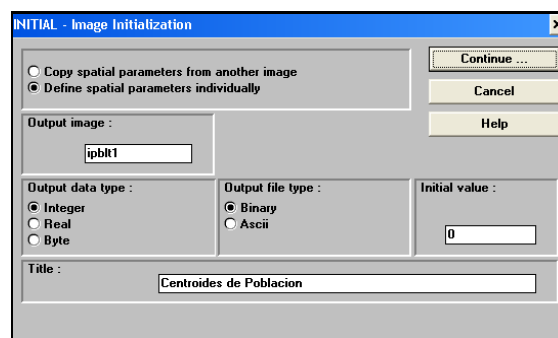 INITIAL - Image Initialization
Copy spatial parameters from another image
Define spatial parameters individually
Continue ...
Cancel
Help
Output image :
ipblt1
Output data type :
Integer
Real
Byte
Output file type :
Binary
Ascii
Initial value :
0
Title :
Centroides de Poblacion